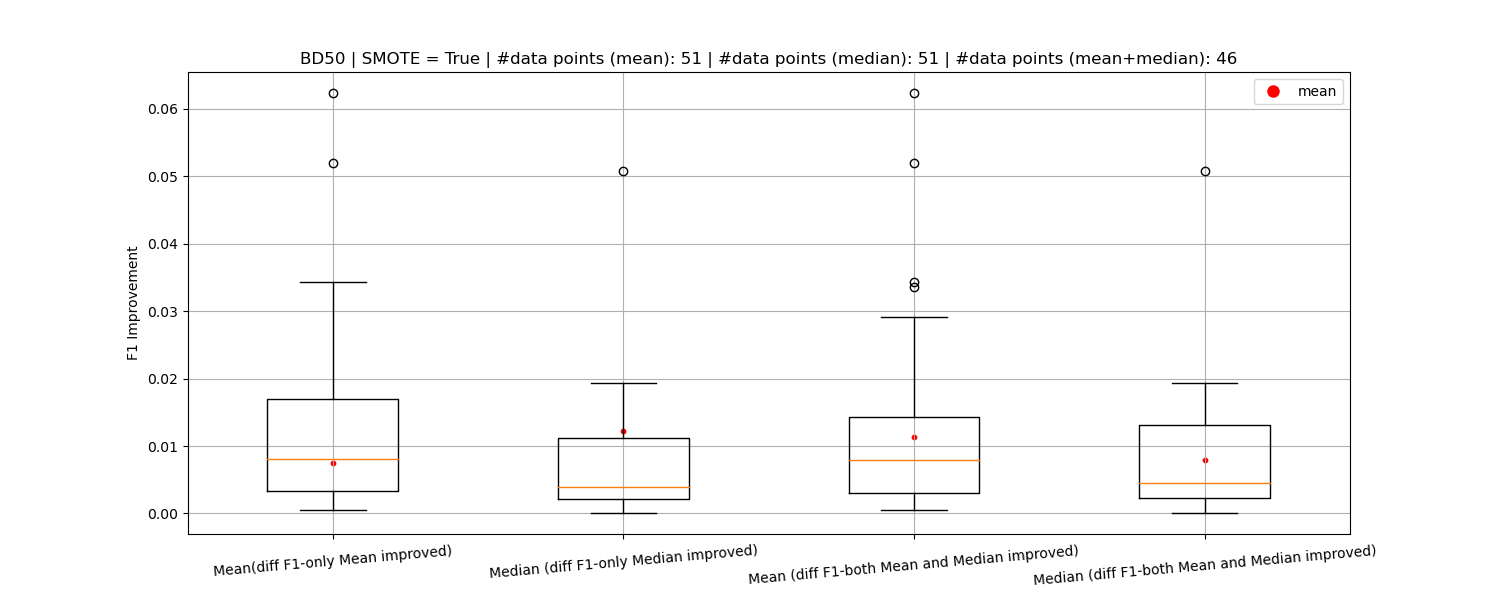 BD50 | SMOTE = True | #data points (mean): 51 | #data points (median): 51 | #data points (mean+median): 46
mean
0.06
0.05
0.04
0.03
0.02
0.01
0.00
F1 Improvement
Mean(diff F1-only Mean improved)
Median (diff F1-only Median improved)
Mean (diff F1-both Mean and Median improved)
Median (diff F1-both Mean and Median improved)